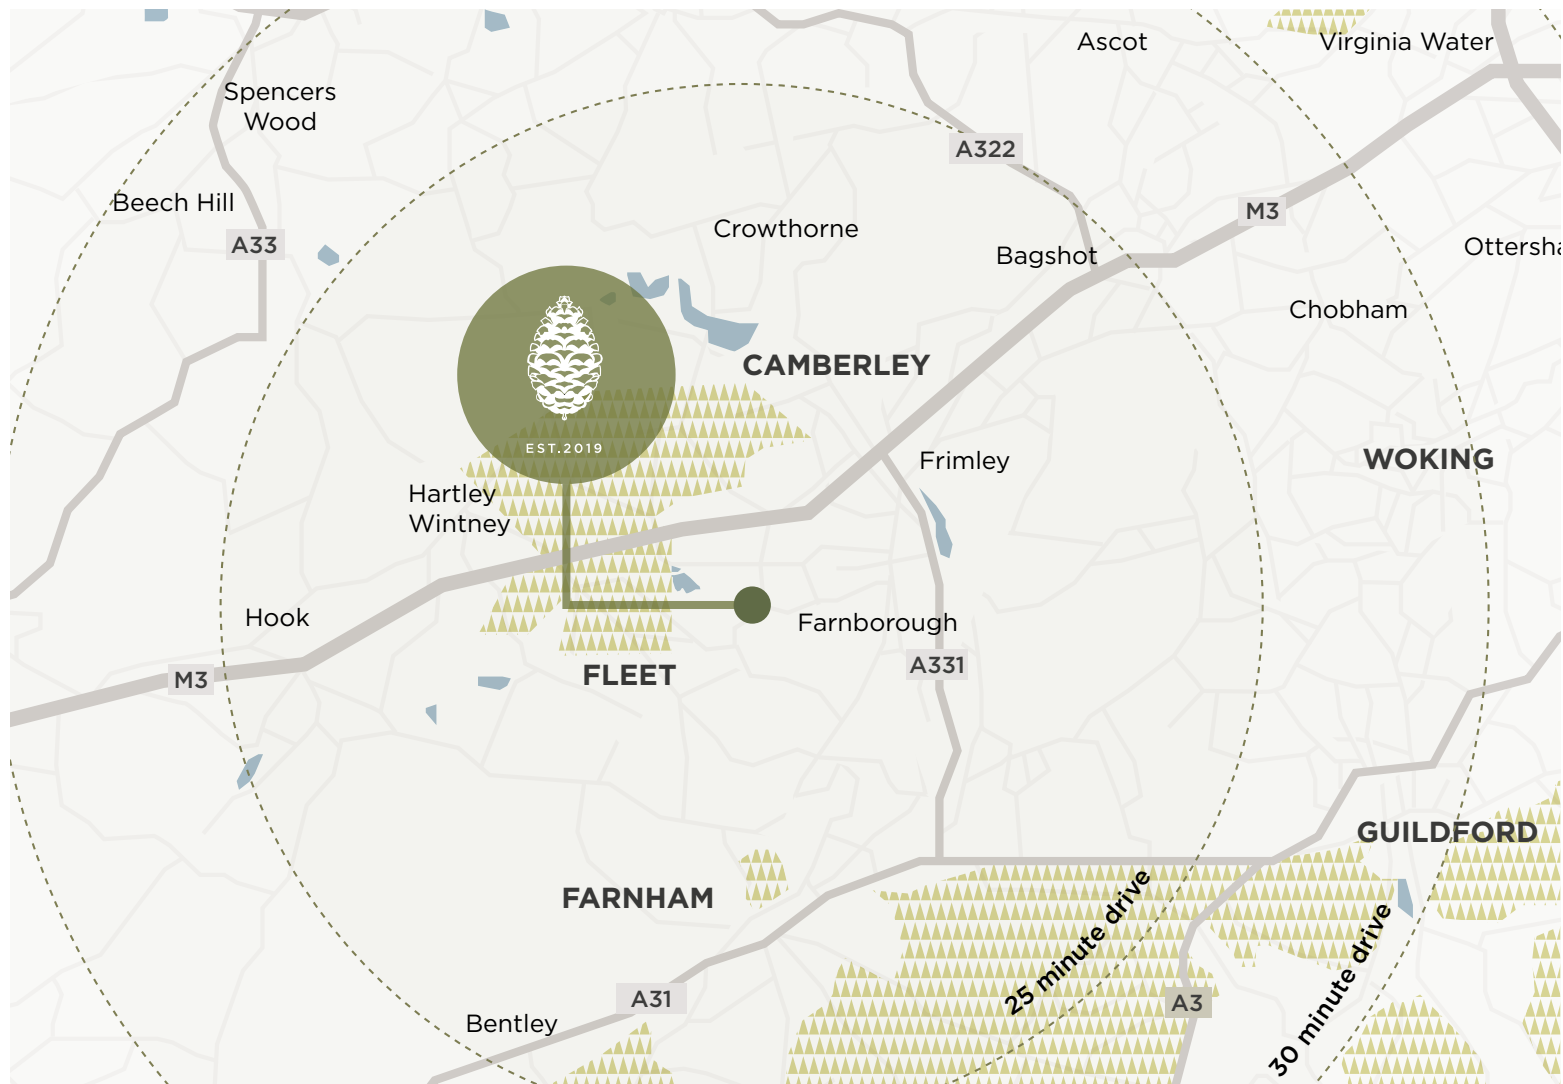 Ascot
Virginia Water
Spencers
Wood
A322
Beech Hill
M3
A33
Crowthorne
Bagshot
Ottersha
Chobham
CAMBERLEY
EST.2019
Frimley
WOKING
Hartley
Wintney
Hook
Farnborough
A331
FLEET
M3
GUILDFORD
FARNHAM
25 minute drive
30 minute drive
A31
A3
Bentley